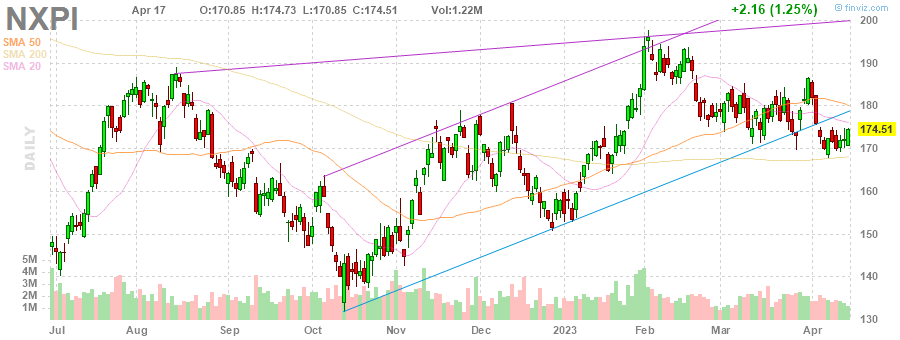 NXPI Apr 17 O:170.85 H:174.73 L:170.85 C:174.51 Vol:1.22M +2.16 (1.25%) © finviz.com
SMA 50
SMA 200
SMA 20
DAILY
200
190
180
174.51
170
160
150
140
130
5M
4M
3M
2M
1M
Jul Aug Sep Oct Nov Dec 2023 Feb Mar Apr